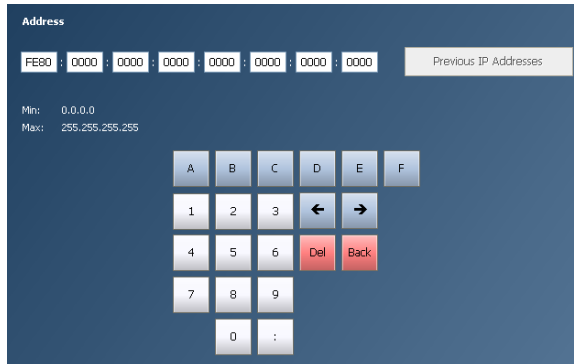 Address
FE80 : 0000 : 0000 : 0000 : 0000 : 0000 : 0000 : 0000 Previous IP Addresses
Min: 0.0.0.0
Max: 255.255.255.255
A B C D E F
1 2 3 ← →
4 5 6 Del Back
7 8 9
0 :